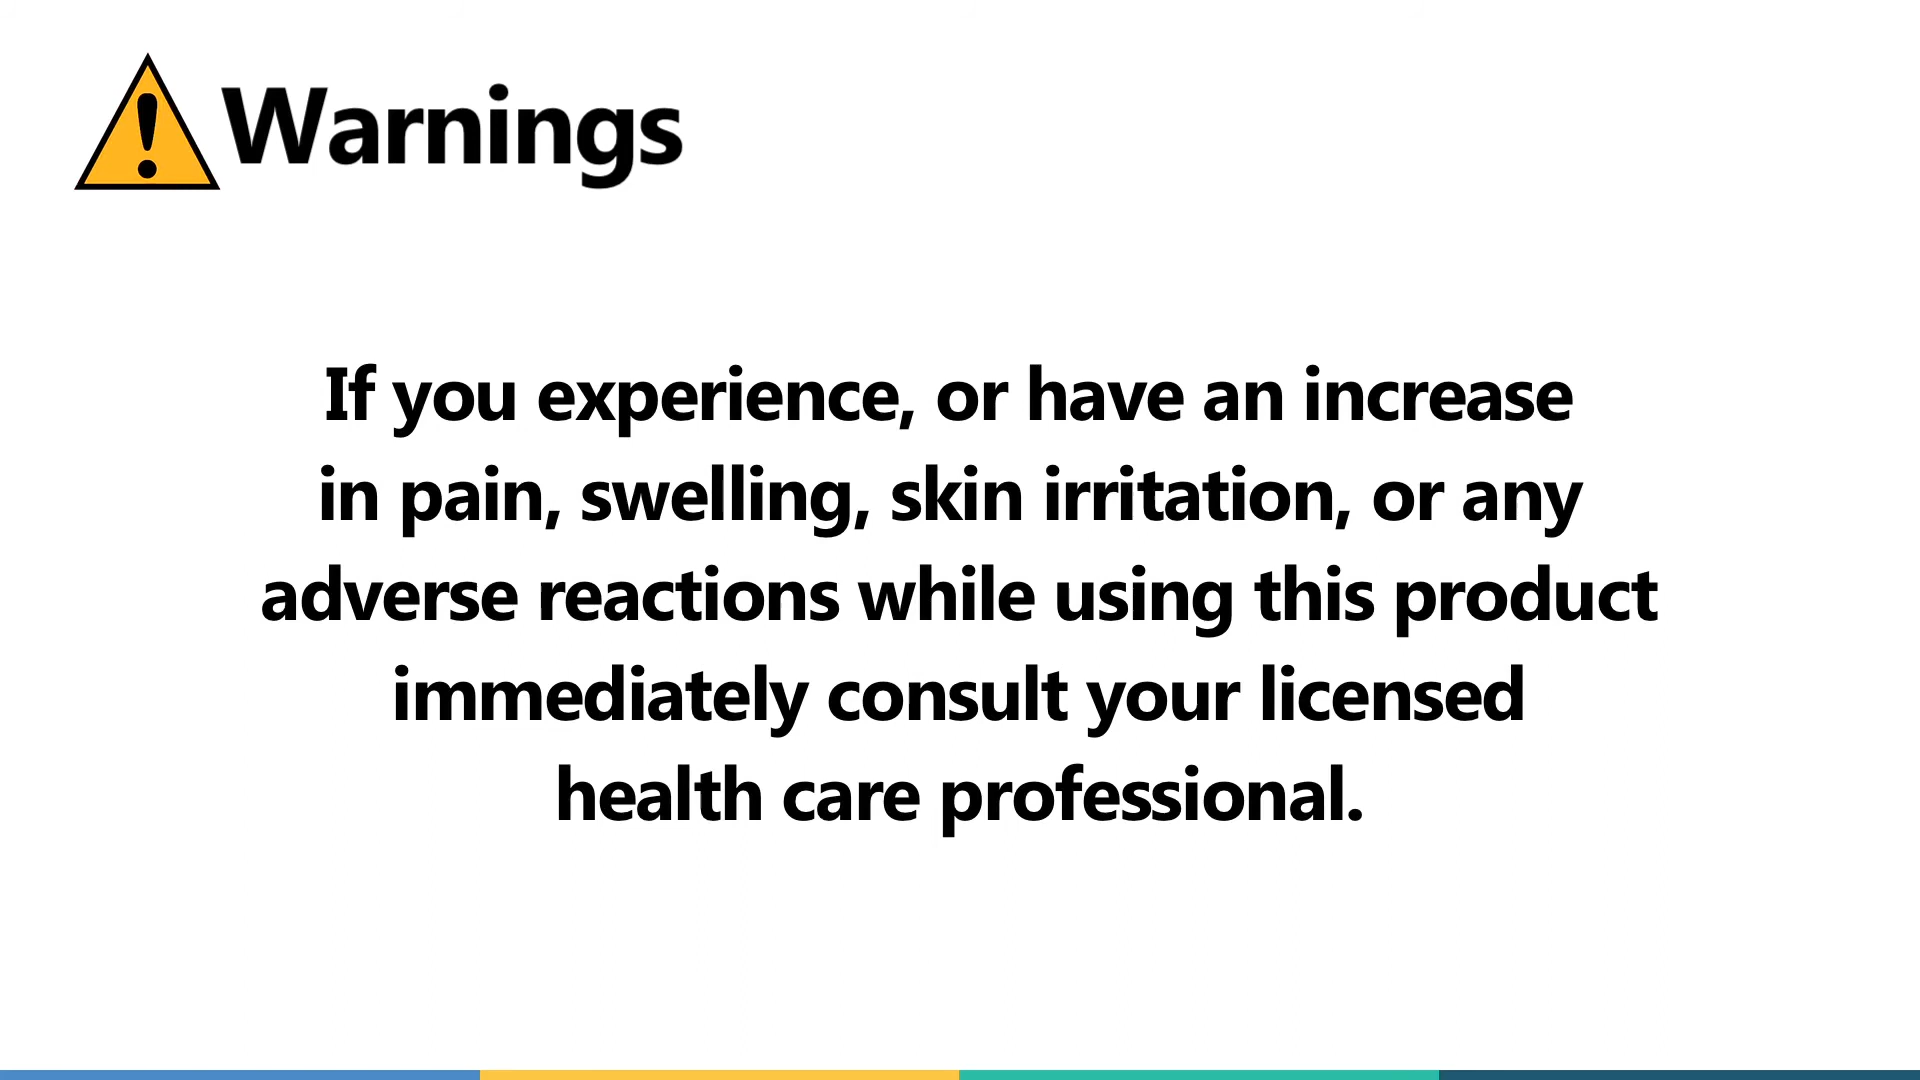 Warnings
If you experience, or have an increase
in pain, swelling, skin irritation, or any
adverse reactions while using this product
immediately consult your licensed
health care professional.